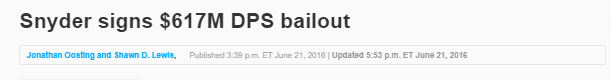 Snyder signs $617M DPS bailout
Jonathan Oosting and Shawn D. Lewis, Published 3:39 p.m. ET June 21, 2016 | Updated 5:53 p.m. ET June 21, 2016